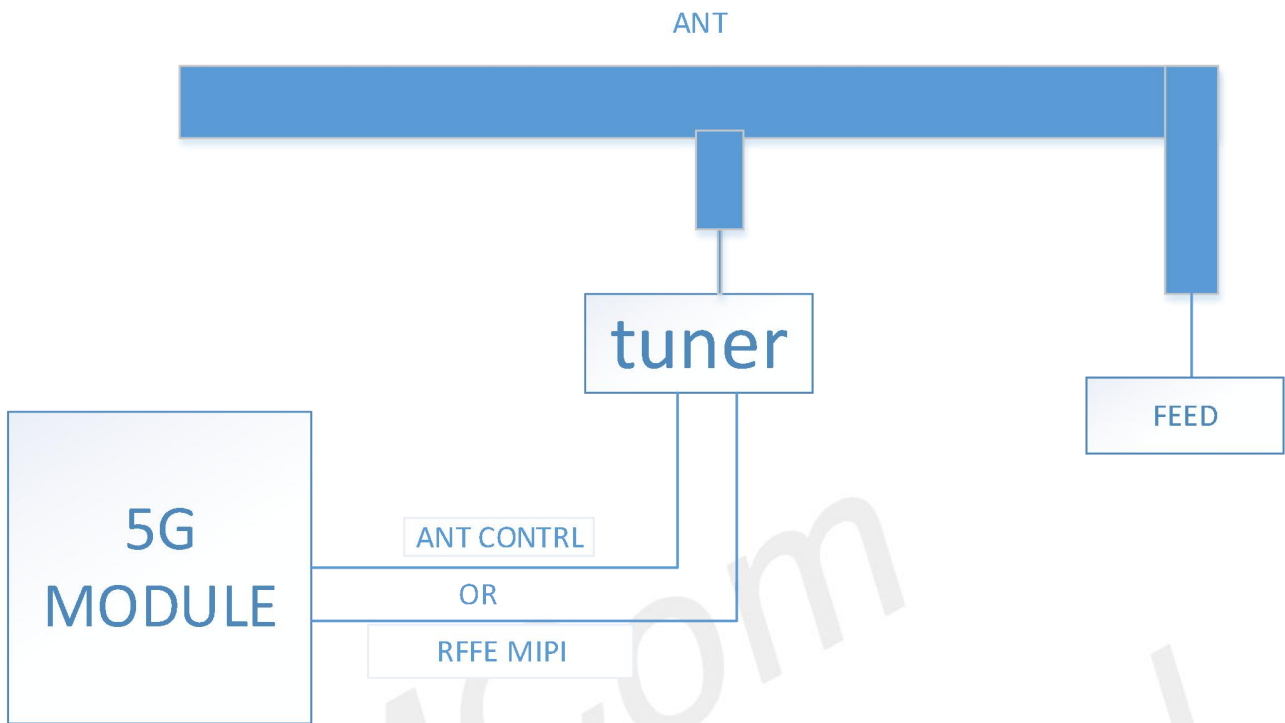 ANT
tuner
FEED
5G
MODULE
ANT CONTRL
OR
RFFE MIPI